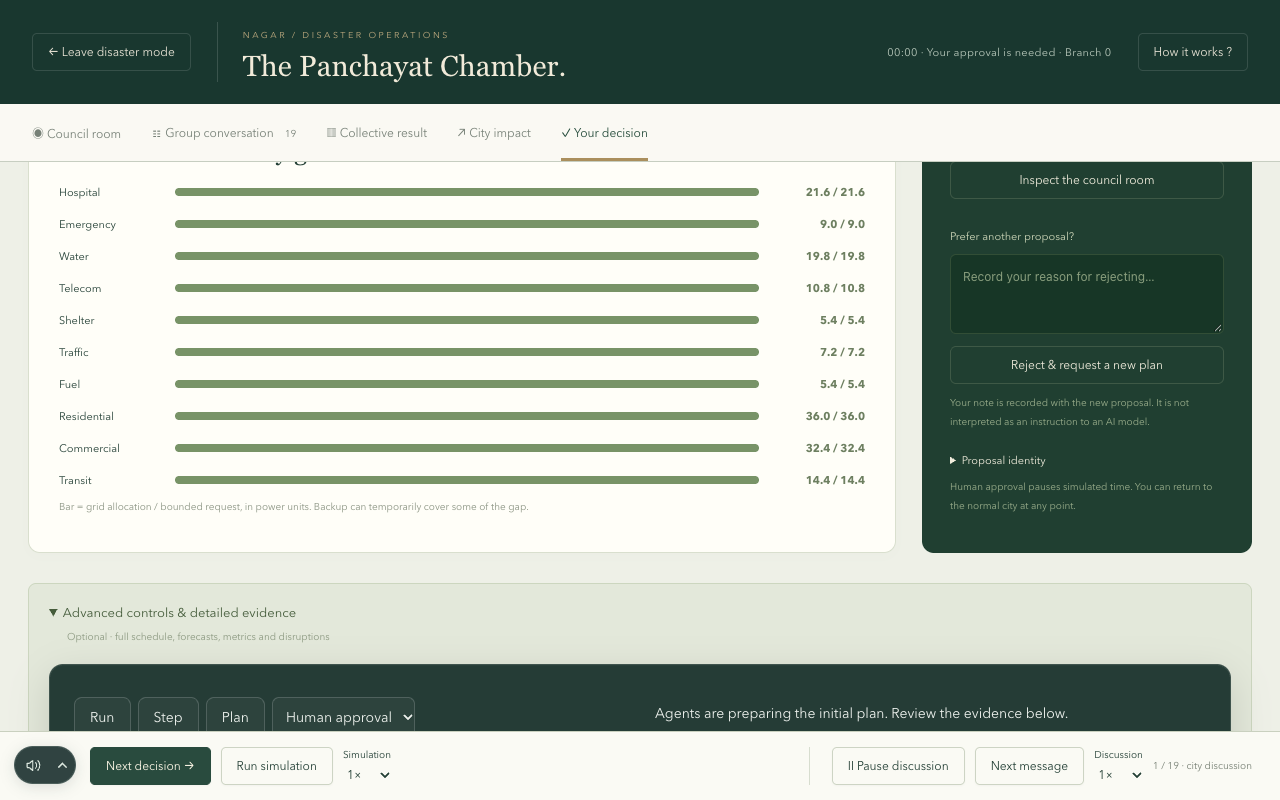 ← Leave disaster mode
NAGAR / DISASTER OPERATIONS
The Panchayat Chamber.
00:00 · Your approval is needed · Branch 0
How it works ?
Council room
Group conversation 19
Collective result
↗ City impact
✓ Your decision
Hospital 21.6 / 21.6
Emergency 9.0 / 9.0
Water 19.8 / 19.8
Telecom 10.8 / 10.8
Shelter 5.4 / 5.4
Traffic 7.2 / 7.2
Fuel 5.4 / 5.4
Residential 36.0 / 36.0
Commercial 32.4 / 32.4
Transit 14.4 / 14.4
Bar = grid allocation / bounded request, in power units. Backup can temporarily cover some of the gap.
Inspect the council room
Prefer another proposal?
Record your reason for rejecting...
Reject & request a new plan
Your note is recorded with the new proposal. It is not
interpreted as an instruction to an AI model.
Proposal identity
Human approval pauses simulated time. You can return to
the normal city at any point.
Advanced controls & detailed evidence
Optional · full schedule, forecasts, metrics and disruptions
Run
Step
Plan
Human approval
Agents are preparing the initial plan. Review the evidence below.
Next decision →
Run simulation
Simulation
1×
II Pause discussion
Next message
Discussion
1×
1 / 19 · city discussion